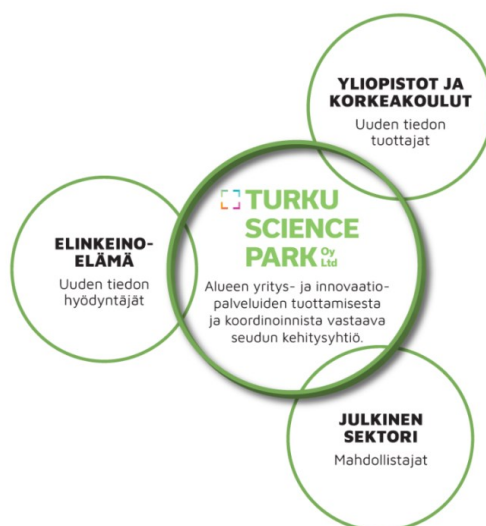 YLIOPISTOT JA
KORKEAKOULUT
Uuden tiedon
tuottajat
TURKU
SCIENCE
PARK Oy Ltd
Alueen yritys- ja innovaatio-
palveluiden tuottamisesta
ja koordinoinnista vastaava
seudun kehitysyhtiö.
ELINKEINO-
ELÄMÄ
Uuden tiedon
hyödyntäjät
JULKINEN
SEKTORI
Mahdollistajat